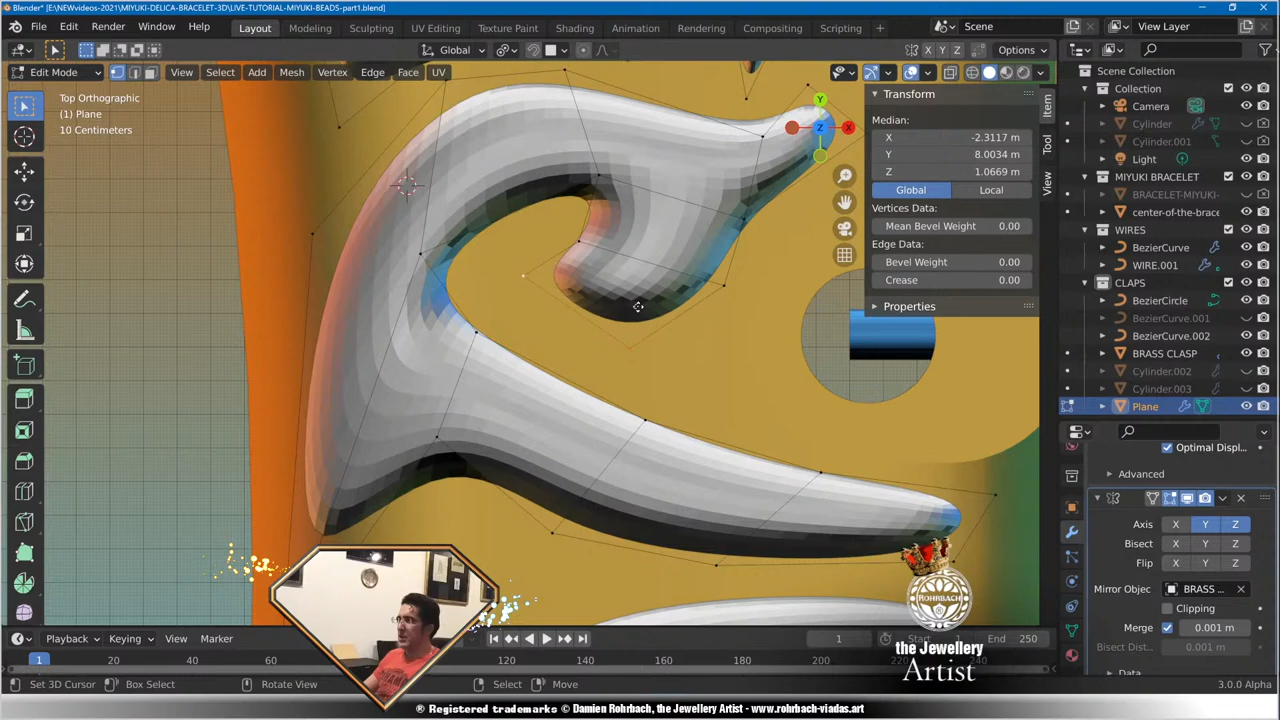 Blender* [E:\NEWvideos-2021\MIYUKI-DELICA-BRACELET-3D\LIVE-TUTORIAL-MIYUKI-BEADS-part1.blend]
File Edit Render Window Help Layout Modeling Sculpting UV Editing Texture Paint Shading Animation Rendering Compositing Scripting + Scene View Layer
Global X Y Z Options
Edit Mode View Select Add Mesh Vertex Edge Face UV
Top Orthographic
(1) Plane
10 Centimeters
Transform
Median:
X -2.3117 m
Y 8.0034 m
Z 1.0669 m
Global Local
Vertices Data:
Mean Bevel Weight 0.00
Edge Data:
Bevel Weight 0.00
Crease 0.00
Properties
Item
Tool
View
Y
Z
X
Scene Collection
Collection
Camera
Cylinder
Cylinder.001
Light
MIYUKI BRACELET
BRACELET-MIYUKI-
center-of-the-brace
WIRES
BezierCurve
WIRE.001
CLAPS
BezierCircle
BezierCurve.001
BezierCurve.002
BRASS CLASP
Cylinder.002
Cylinder.003
Plane
Optimal Displ...
Advanced
Axis X Y Z
Bisect X Y Z
Flip X Y Z
Mirror Objec BRASS ...
Clipping
Merge 0.001 m
Bisect Dist... 0.001 m
Data
ROHRBACH
the Jewellery
Artist
Playback Keying View Marker 1 Start 1 End 250
1 20 40 60 120 140 160 180 200 240
Set 3D Cursor Box Select Rotate View Select Move 3.0.0 Alpha
® Registered trademarks © Damien Rohrbach, the Jewellery Artist - www.rohrbach-viadas.art